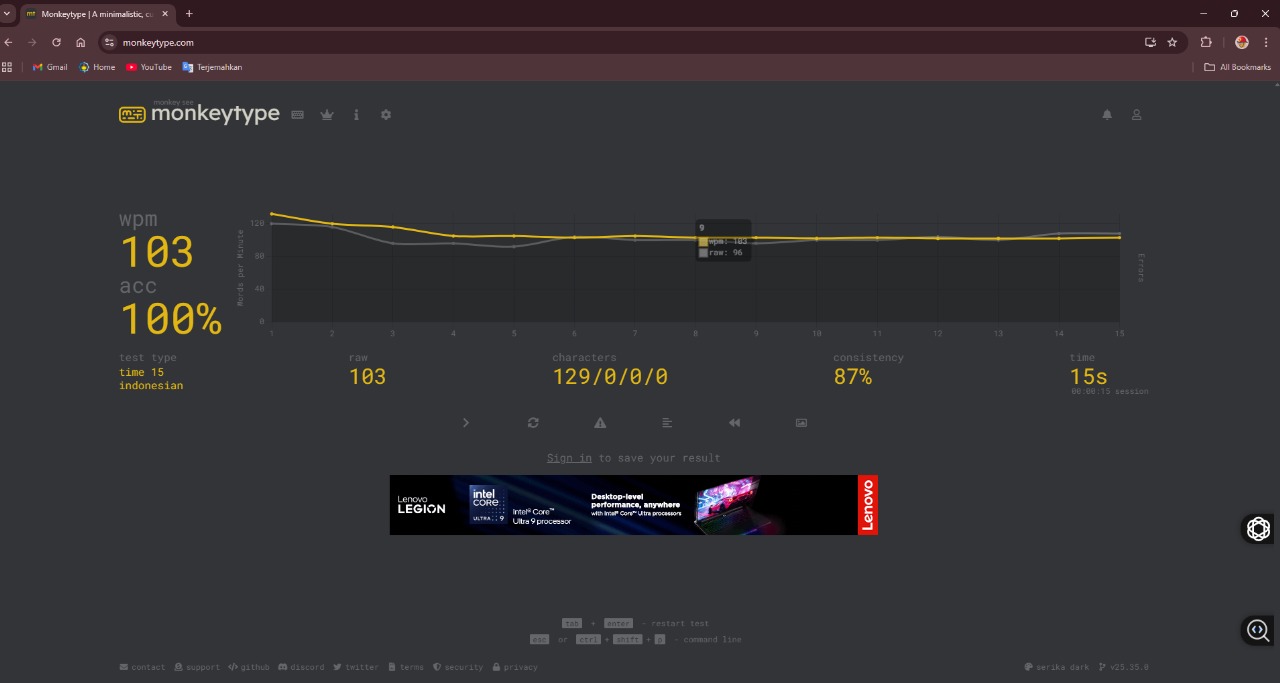 Monkeytype | A minimalistic, cu
monkeytype.com
Gmail Home YouTube Terjemahkan All Bookmarks
monkey see
monkeytype
wpm
103
acc
100%
Words per Minute
120
80
40
0
1 2 3 4 5 6 7 8 9 10 11 12 13 14 15
9
wpm: 103
raw: 96
Errors
test type
time 15
indonesian
raw
103
characters
129/0/0/0
consistency
87%
time
15s
00:00:15 session
Sign in to save your result
Lenovo
LEGION
intel
CORE
ULTRA 9
Intel® Core™
Ultra 9 processor
Desktop-level
performance, anywhere
with Intel® Core™ Ultra processors
Lenovo
tab + enter - restart test
esc or ctrl + shift + p - command line
contact support github discord twitter terms security privacy
serika dark v25.35.0